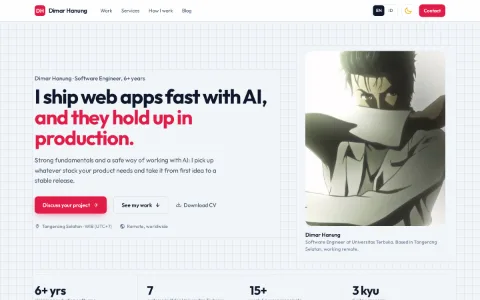 DH Dimar Hanung Work Services How I work Blog EN ID Contact
Dimar Hanung · Software Engineer, 6+ years
I ship web apps fast with AI,
and they hold up in
production.
Strong fundamentals and a safe way of working with AI: I pick up
whatever stack your product needs and take it from first idea to a
stable release.
Discuss your project → See my work ↓ Download CV
Tangerang Selatan · WIB (UTC+7) Remote, worldwide
Dimar Hanung
Software Engineer at Universitas Terbuka. Based in Tangerang
Selatan, working remote.
6+ yrs 7 15+ 3 kyu